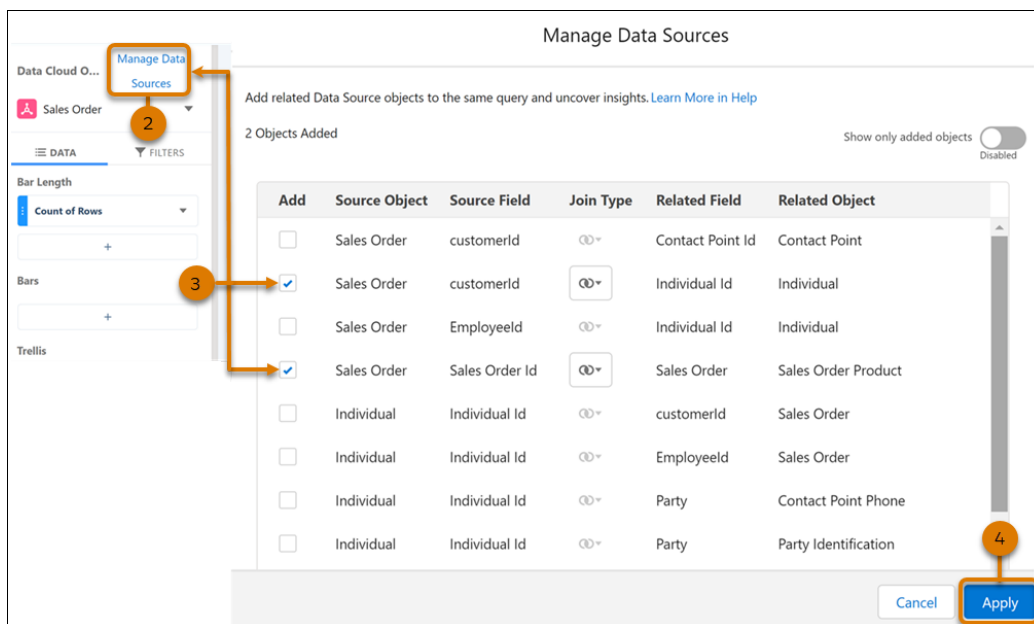 Manage Data Sources
Data Cloud O...
Manage Data
Sources
2
Sales Order
DATA
FILTERS
Bar Length
Count of Rows
+
Bars
+
Trellis
Add related Data Source objects to the same query and uncover insights. Learn More in Help
2 Objects Added
Show only added objects
Disabled
Add Source Object Source Field Join Type Related Field Related Object
Sales Order customerId Contact Point Id Contact Point
3
Sales Order customerId Individual Id Individual
Sales Order EmployeeId Individual Id Individual
Sales Order Sales Order Id Sales Order Sales Order Product
Individual Individual Id customerId Sales Order
Individual Individual Id EmployeeId Sales Order
Individual Individual Id Party Contact Point Phone
Individual Individual Id Party Party Identification
4
Cancel
Apply